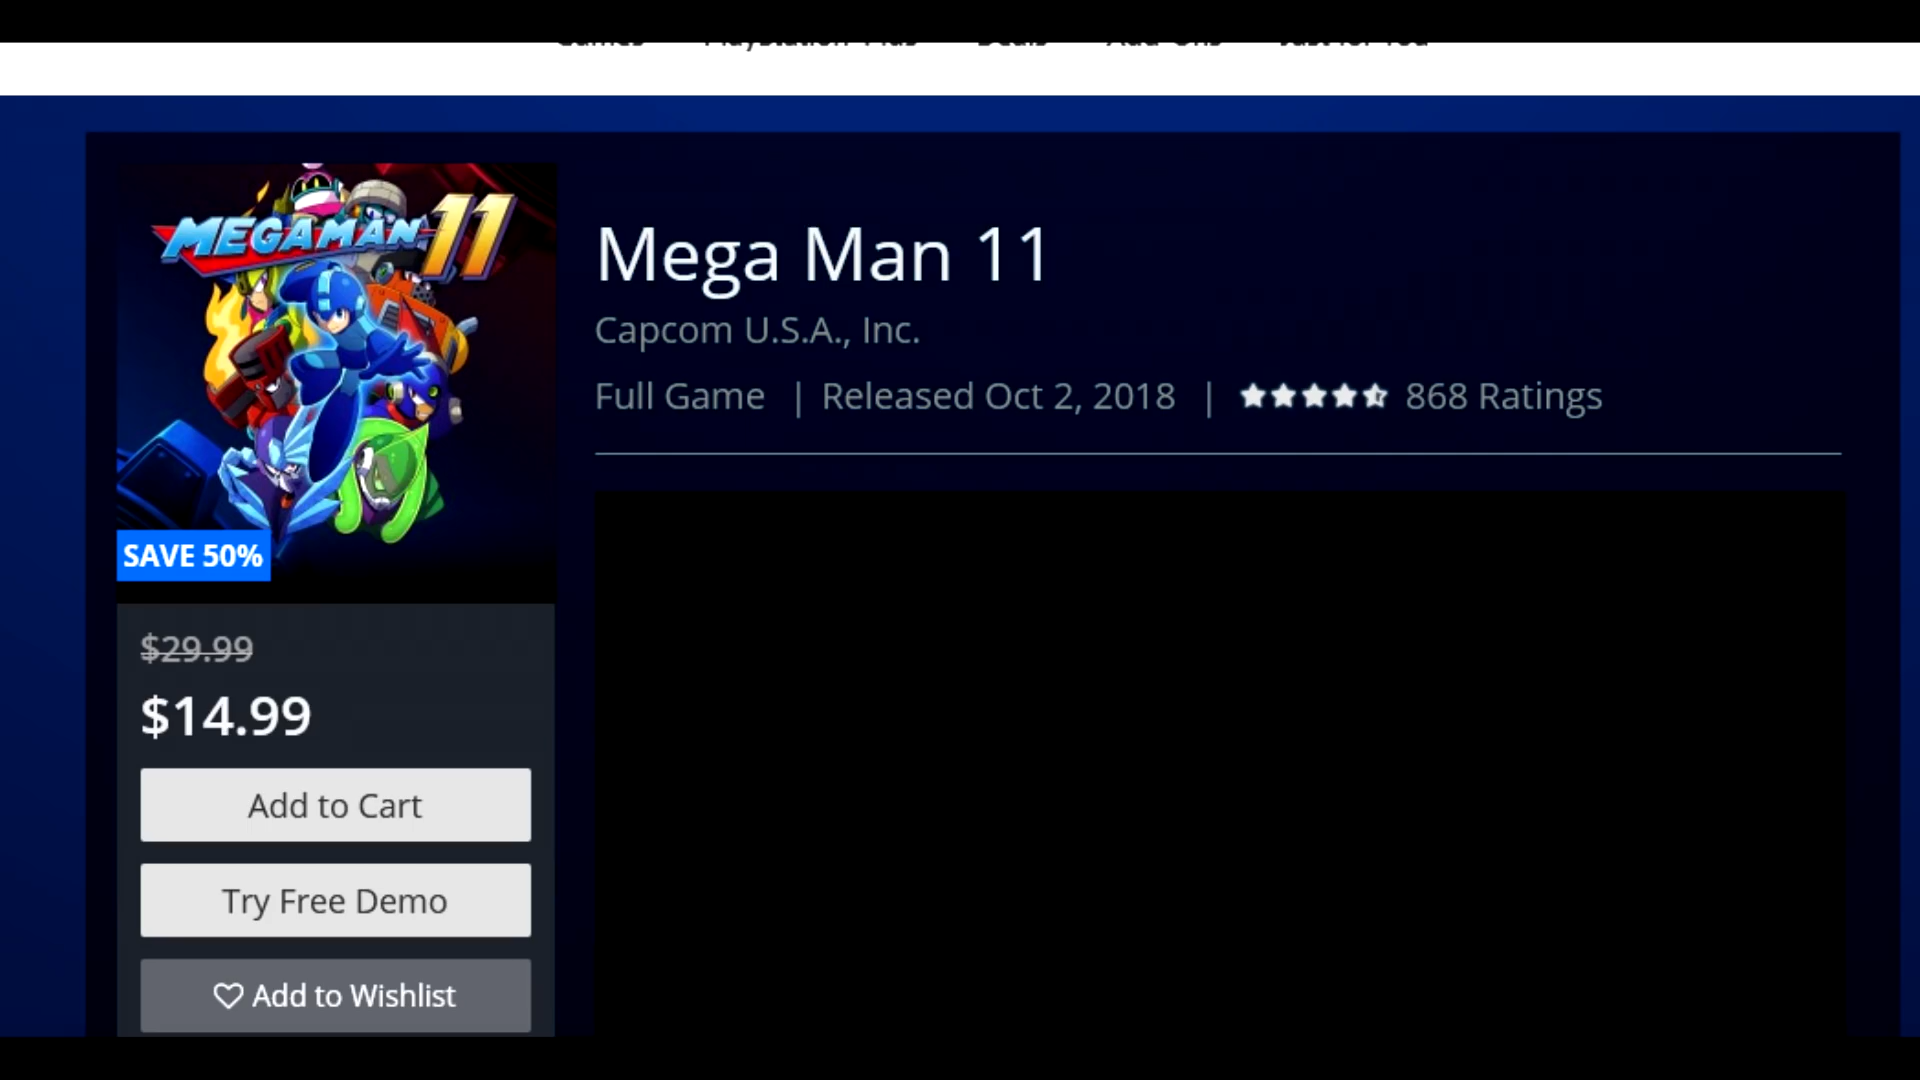 MEGAMAN 11
Mega Man 11
Capcom U.S.A., Inc.
Full Game | Released Oct 2, 2018 | 868 Ratings
SAVE 50%
$29.99
$14.99
Add to Cart
Try Free Demo
Add to Wishlist